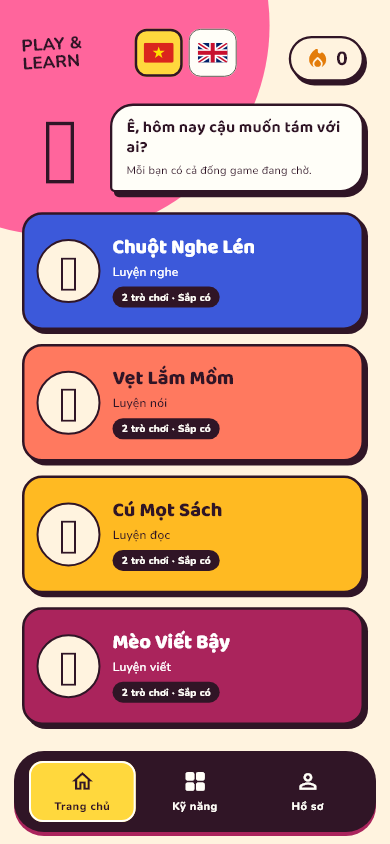 PLAY &
LEARN
0
Ê, hôm nay cậu muốn tám với
ai?
Mỗi bạn có cả đống game đang chờ.
Chuột Nghe Lén
Luyện nghe
2 trò chơi · Sắp có
Vẹt Lắm Mồm
Luyện nói
2 trò chơi · Sắp có
Cú Mọt Sách
Luyện đọc
2 trò chơi · Sắp có
Mèo Viết Bậy
Luyện viết
2 trò chơi · Sắp có
Trang chủ
Kỹ năng
Hồ sơ